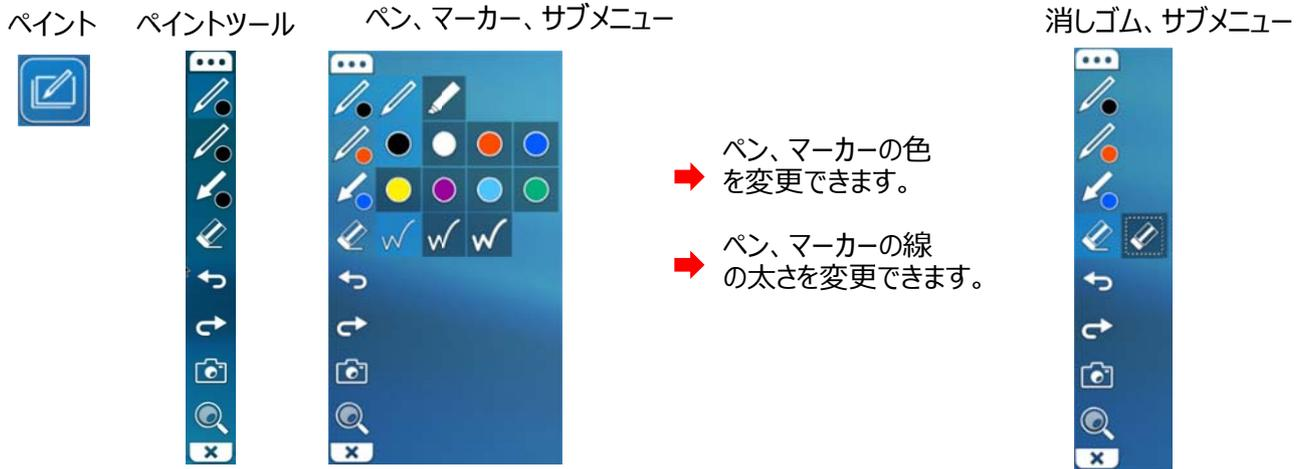 ペイント
ペイントツール
ペン、マーカー、サブメニュー
消しゴム、サブメニュー
ペン、マーカーの色
を変更できます。
ペン、マーカーの線
の太さを変更できます。